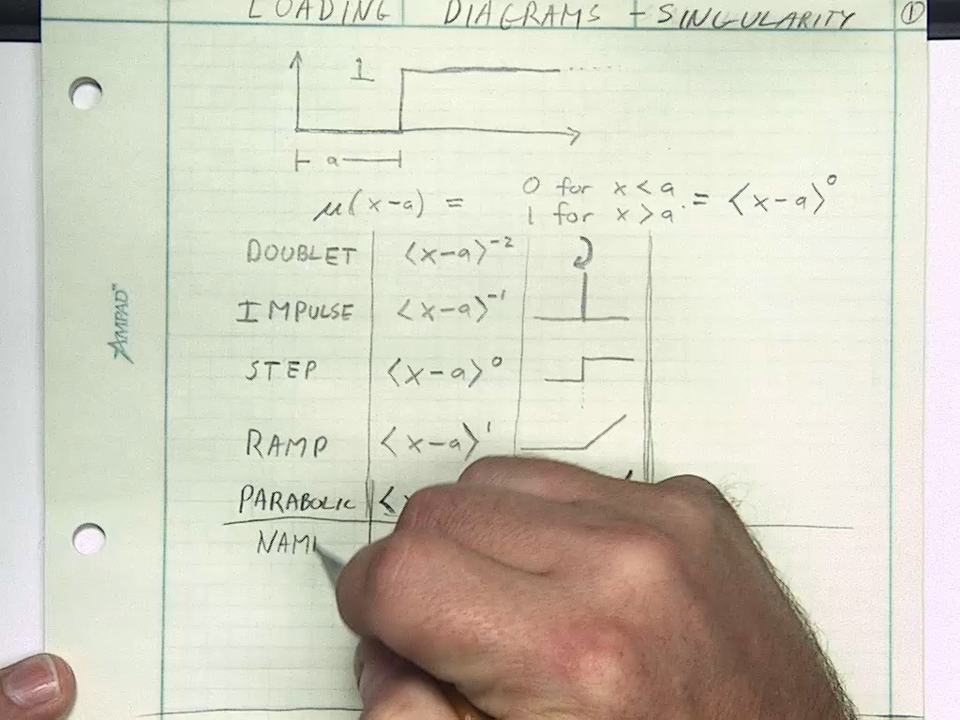 LOADING DIAGRAMS - SINGULARITY 1
1
a
μ(x-a) = 0 for x < a
1 for x > a = <x-a>⁰
DOUBLET <x-a>⁻²
IMPULSE <x-a>⁻¹
STEP <x-a>⁰
RAMP <x-a>¹
PARABOLIC <
NAM
AMPAD